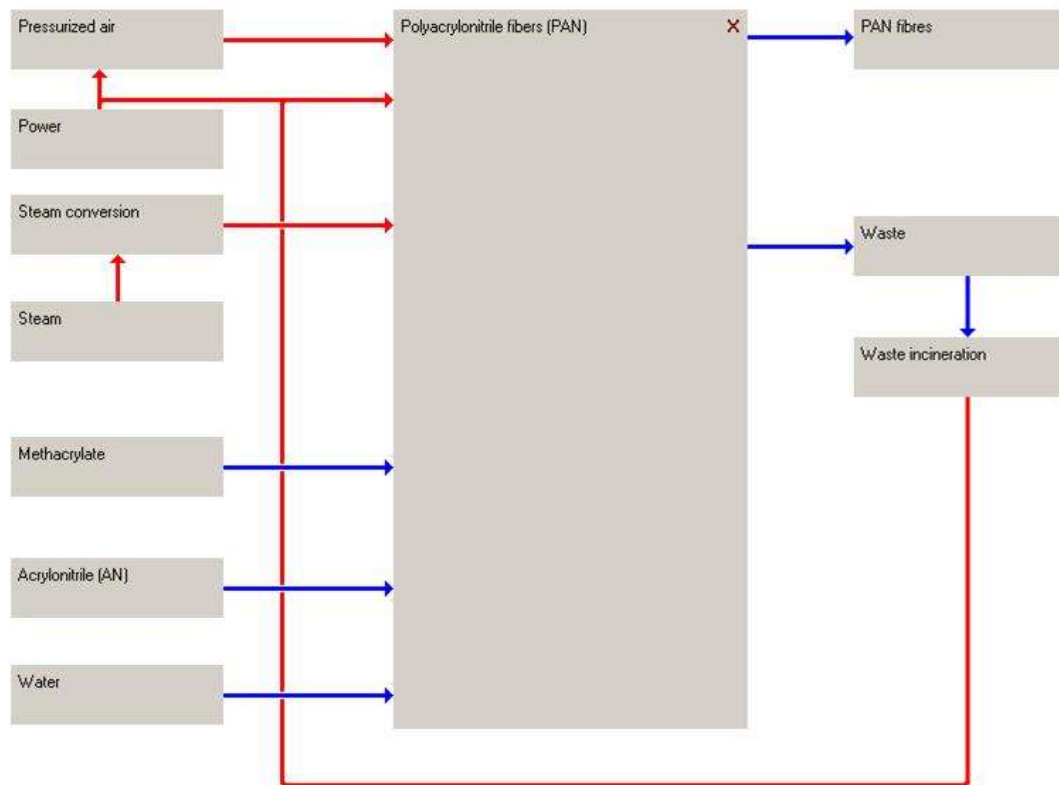 Pressurized air
Polyacrylonitrile fibers (PAN)
X
PAN fibres
Power
Steam conversion
Waste
Steam
Waste incineration
Methacrylate
Acrylonitrile (AN)
Water